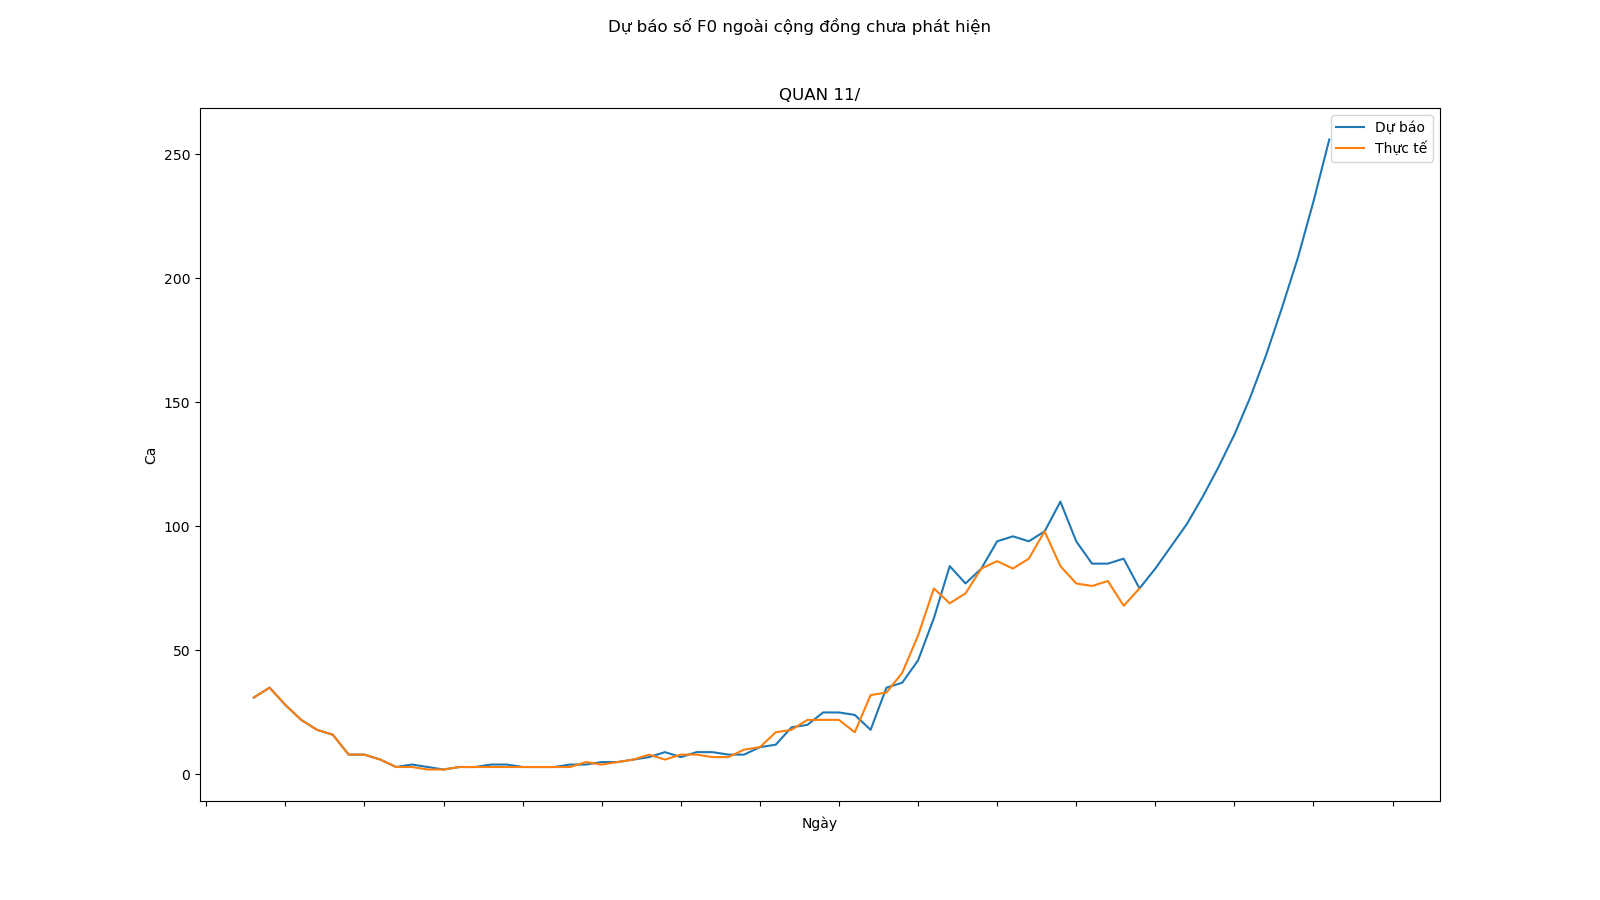 Dự báo số F0 ngoài cộng đồng chưa phát hiện
QUAN 11/
Dự báo
Thực tế
250
200
150
100
50
0
Ca
Ngày